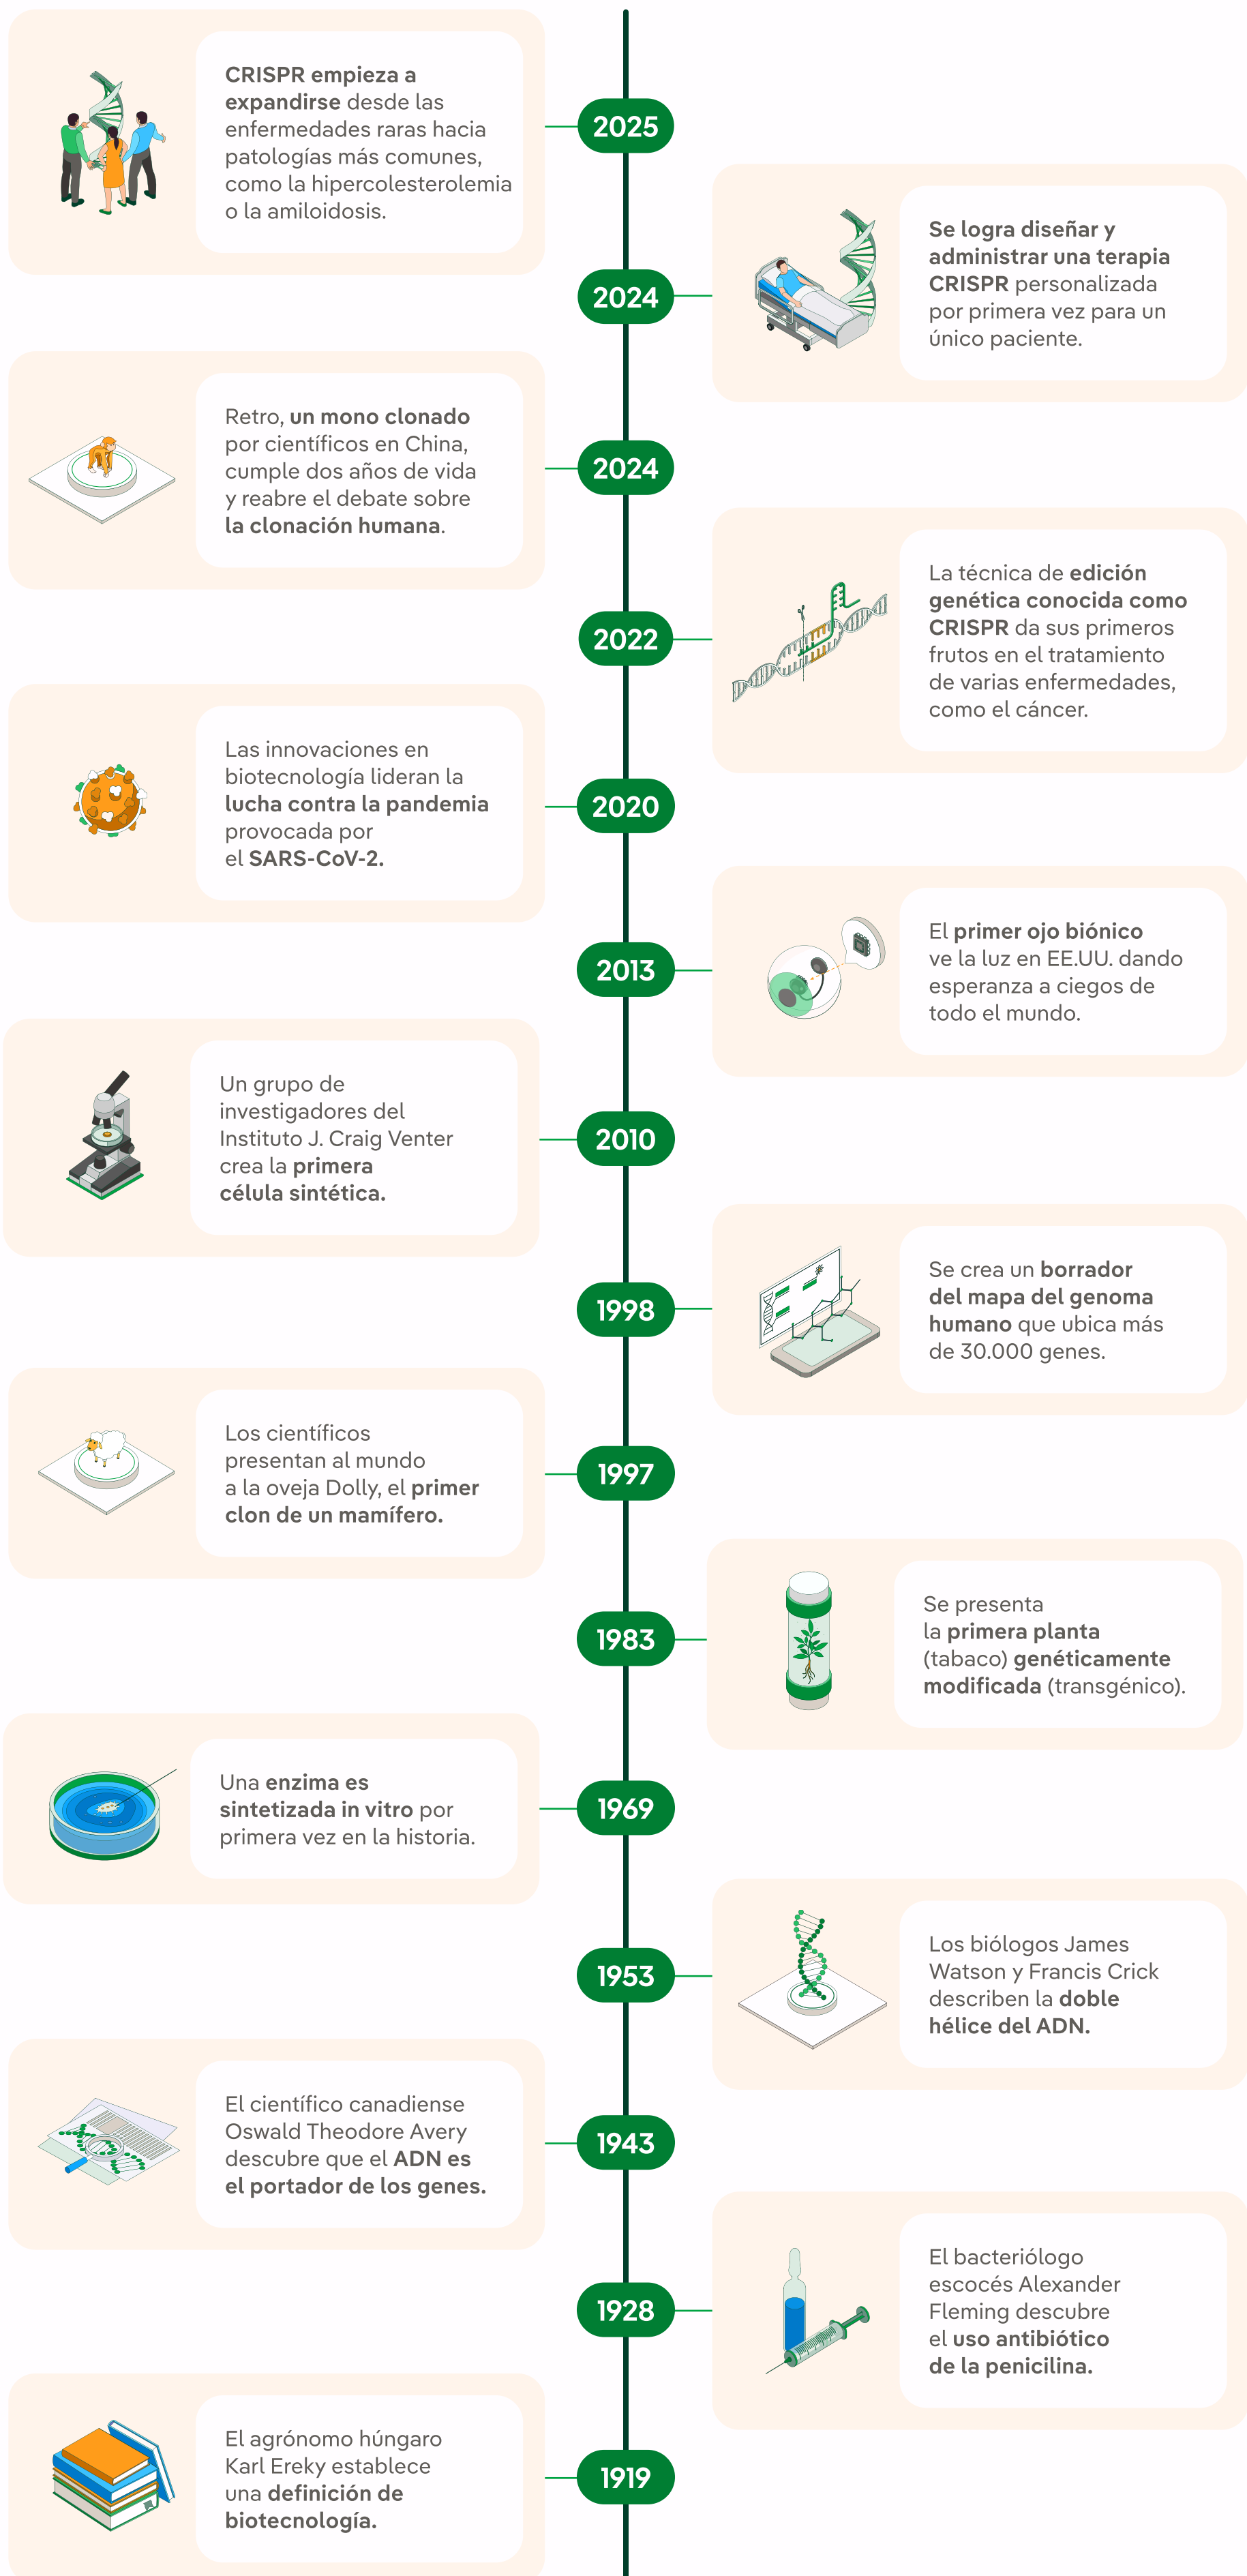 CRISPR empieza a
expandirse desde las
enfermedades raras hacia
patologías más comunes,
como la hipercolesterolemia
o la amiloidosis.
2025
Se logra diseñar y
administrar una terapia
CRISPR personalizada
por primera vez para un
único paciente.
2024
Retro, un mono clonado
por científicos en China,
cumple dos años de vida
y reabre el debate sobre
la clonación humana.
2024
La técnica de edición
genética conocida como
CRISPR da sus primeros
frutos en el tratamiento
de varias enfermedades,
como el cáncer.
2022
Las innovaciones en
biotecnología lideran la
lucha contra la pandemia
provocada por
el SARS-CoV-2.
2020
El primer ojo biónico
ve la luz en EE.UU. dando
esperanza a ciegos de
todo el mundo.
2013
Un grupo de
investigadores del
Instituto J. Craig Venter
crea la primera
célula sintética.
2010
Se crea un borrador
del mapa del genoma
humano que ubica más
de 30.000 genes.
1998
Los científicos
presentan al mundo
a la oveja Dolly, el primer
clon de un mamífero.
1997
Se presenta
la primera planta
(tabaco) genéticamente
modificada (transgénico).
1983
Una enzima es
sintetizada in vitro por
primera vez en la historia.
1969
Los biólogos James
Watson y Francis Crick
describen la doble
hélice del ADN.
1953
El científico canadiense
Oswald Theodore Avery
descubre que el ADN es
el portador de los genes.
1943
El bacteriólogo
escocés Alexander
Fleming descubre
el uso antibiótico
de la penicilina.
1928
El agrónomo húngaro
Karl Ereky establece
una definición de
biotecnología.
1919